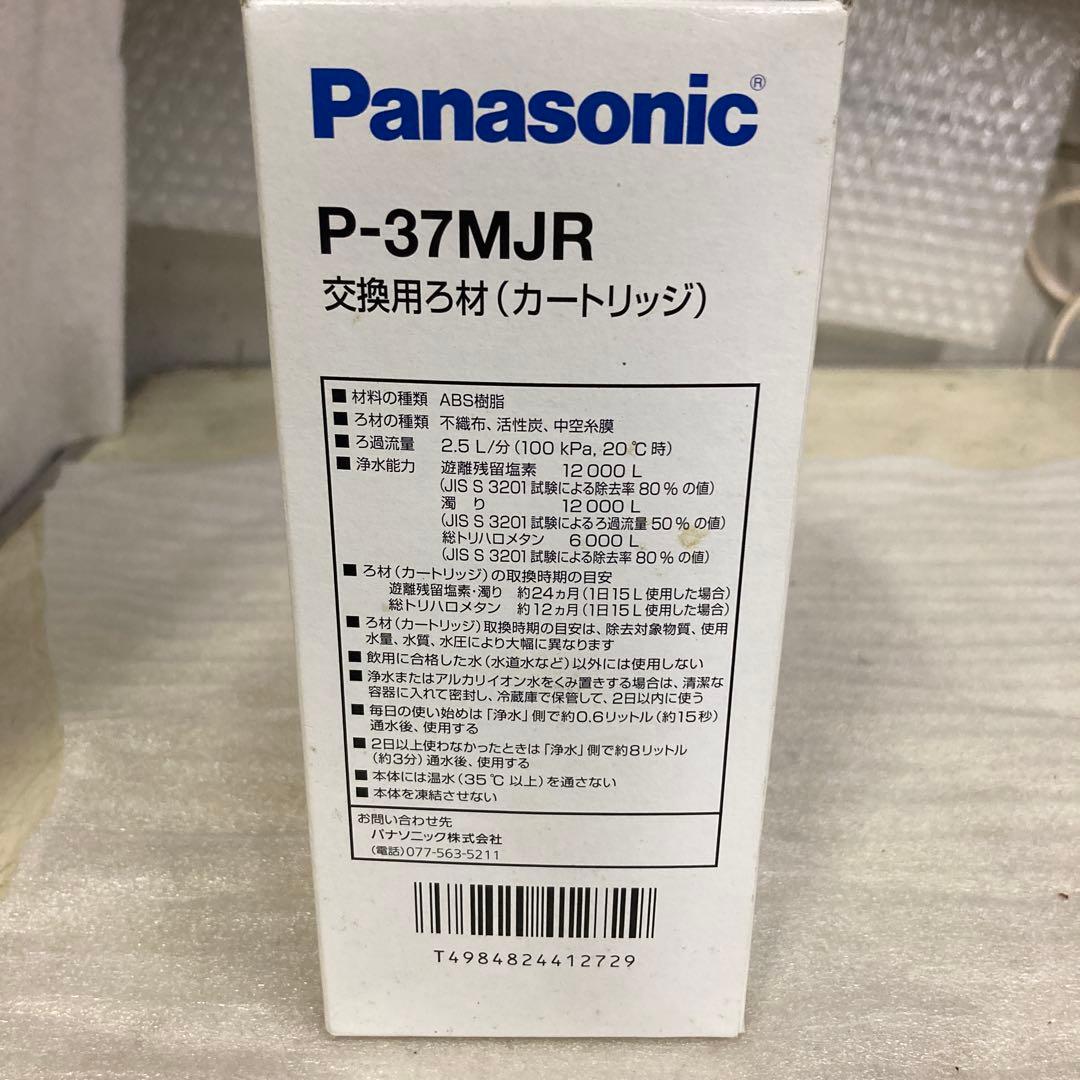 Panasonic®
P-37MJR
交換用ろ材(カートリッジ)
■ 材料の種類 ABS樹脂
■ ろ材の種類 不織布、活性炭、中空糸膜
■ ろ過流量 2.5 L/分(100 kPa, 20℃時)
■ 浄水能力 遊離残留塩素 12 000 L
(JIS S 3201試験による除去率 80 % の値)
濁り 12 000 L
(JIS S 3201試験によるろ過流量 50 % の値)
総トリハロメタン 6 000 L
(JIS S 3201試験による除去率 80 % の値)
■ ろ材(カートリッジ)の取換時期の目安
遊離残留塩素・濁り 約24ヵ月(1日15L使用した場合)
総トリハロメタン 約12ヵ月(1日15L使用した場合)
■ ろ材(カートリッジ)取換時期の目安は、除去対象物質、使用
水量、水質、水圧により大幅に異なります
■ 飲用に合格した水(水道水など)以外には使用しない
■ 浄水またはアルカリイオン水をくみ置きする場合は、清潔な
容器に入れて密封し、冷蔵庫で保管して、2日以内に使う
■ 毎日の使い始めは「浄水」側で約0.6リットル(約15秒)
通水後、使用する
■ 2日以上使わなかったときは「浄水」側で約8リットル
(約3分)通水後、使用する
■ 本体には温水(35℃以上)を通さない
■ 本体を凍結させない
お問い合わせ先
パナソニック株式会社
(電話)077-563-5211
T4984824412729